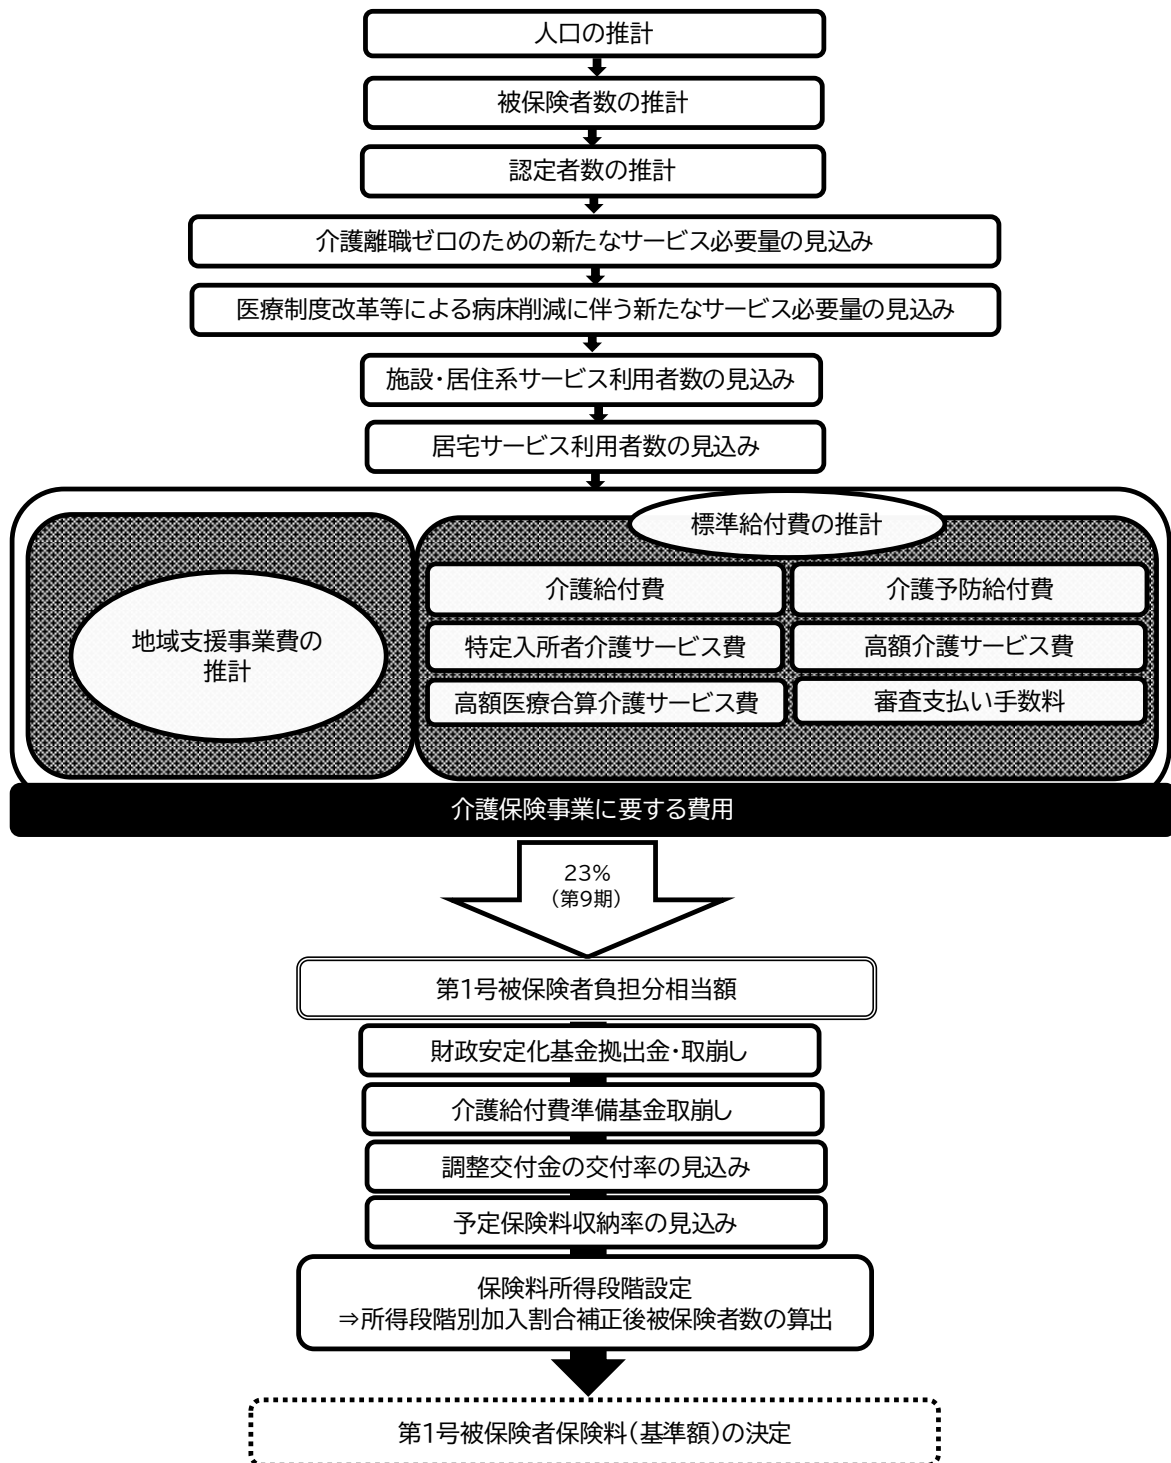 人口の推計
被保険者数の推計
認定者数の推計
介護離職ゼロのための新たなサービス必要量の見込み
医療制度改革等による病床削減に伴う新たなサービス必要量の見込み
施設・居住系サービス利用者数の見込み
居宅サービス利用者数の見込み
標準給付費の推計
地域支援事業費の
推計
介護給付費
介護予防給付費
特定入所者介護サービス費
高額介護サービス費
高額医療合算介護サービス費
審査支払い手数料
介護保険事業に要する費用
23%
（第9期）
第1号被保険者負担分相当額
財政安定化基金拠出金・取崩し
介護給付費準備基金取崩し
調整交付金の交付率の見込み
予定保険料収納率の見込み
保険料所得段階設定
⇒所得段階別加入割合補正後被保険者数の算出
第1号被保険者保険料（基準額）の決定